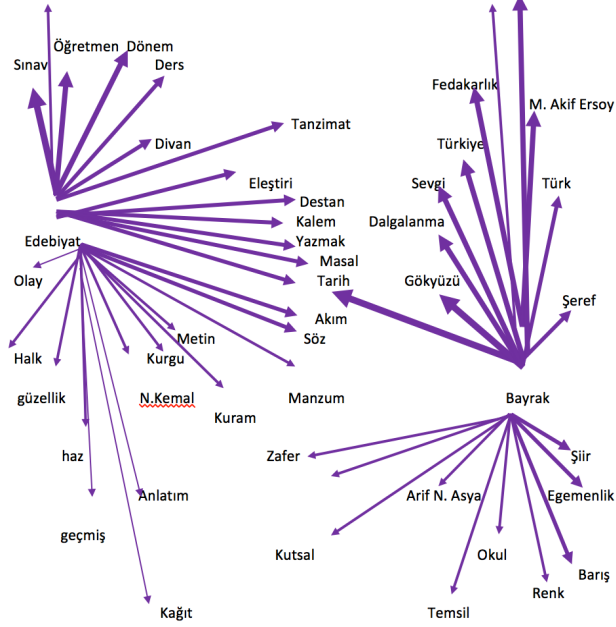 Öğretmen
Dönem
Sınav
Ders
Fedakarlık
M. Akif Ersoy
Tanzimat
Divan
Türkiye
Eleştiri
Sevgi
Türk
Destan
Kalem
Dalgalanma
Edebiyat
Yazmak
Masal
Olay
Tarih
Gökyüzü
Şeref
Akım
Metin
Söz
Halk
Kurgu
güzellik
N.Kemal
Manzum
Bayrak
Kuram
haz
Zafer
Şiir
Anlatım
Arif N. Asya
Egemenlik
geçmiş
Kutsal
Okul
Barış
Renk
Kağıt
Temsil